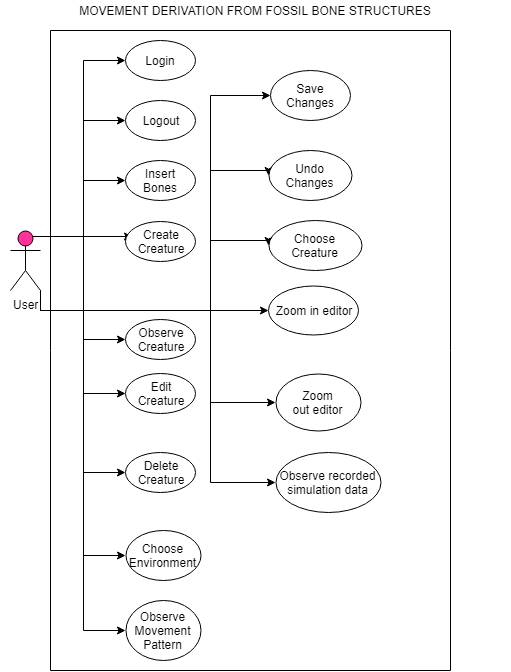 MOVEMENT DERIVATION FROM FOSSIL BONE STRUCTURES
Login
Logout
Insert
Bones
Create
Creature
User
Observe
Creature
Edit
Creature
Delete
Creature
Choose
Environment
Observe
Movement
Pattern
Save
Changes
Undo
Changes
Choose
Creature
Zoom in editor
Zoom
out editor
Observe recorded
simulation data